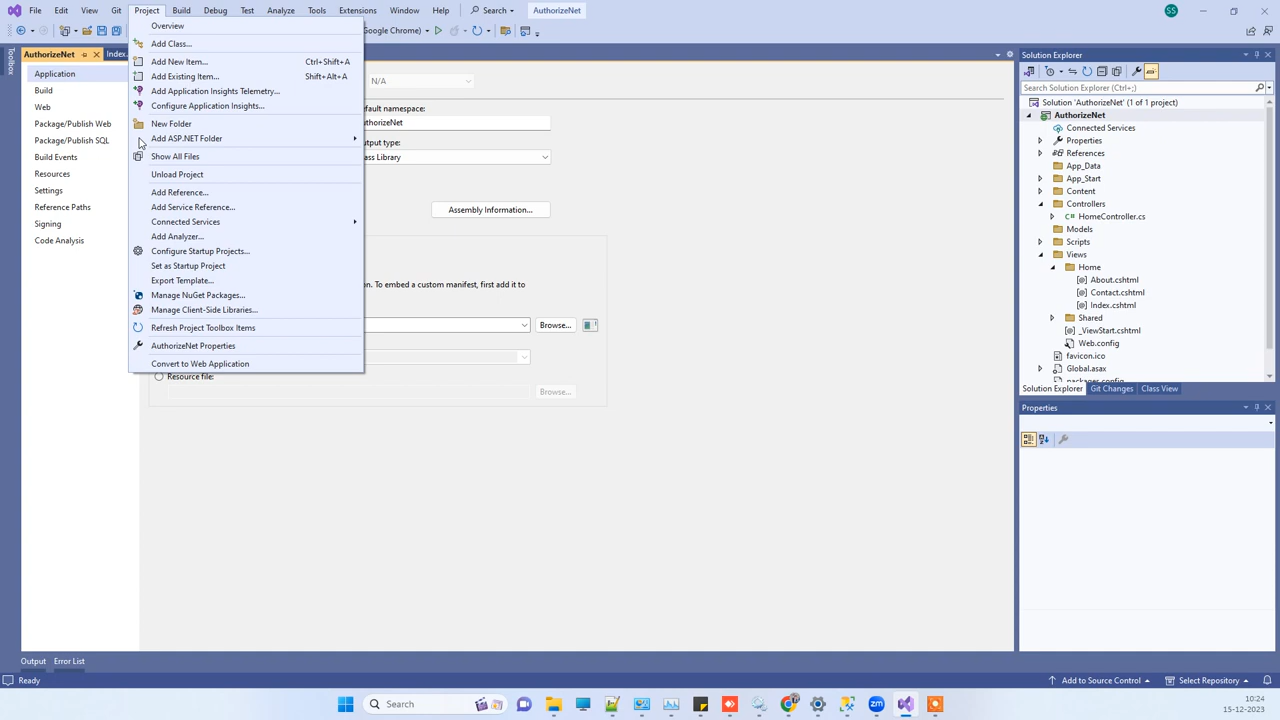 File Edit View Git Project Build Debug Test Analyze Tools Extensions Window Help Search AuthorizeNet SS
Google Chrome)
Toolbox
AuthorizeNet Index.
Application
Build
Web
Package/Publish Web
Package/Publish SQL
Build Events
Resources
Settings
Reference Paths
Signing
Code Analysis
Overview
Add Class...
Add New Item... Ctrl+Shift+A
Add Existing Item... Shift+Alt+A
Add Application Insights Telemetry...
Configure Application Insights...
New Folder
Add ASP.NET Folder
Show All Files
Unload Project
Add Reference...
Add Service Reference...
Connected Services
Add Analyzer...
Configure Startup Projects...
Set as Startup Project
Export Template...
Manage NuGet Packages...
Manage Client-Side Libraries...
Refresh Project Toolbox Items
AuthorizeNet Properties
Convert to Web Application
N/A
efault namespace:
uthorizeNet
utput type:
ass Library
Assembly Information...
ion. To embed a custom manifest, first add it to
Browse...
Resource file:
Browse...
Solution Explorer
Search Solution Explorer (Ctrl+;)
Solution 'AuthorizeNet' (1 of 1 project)
AuthorizeNet
Connected Services
Properties
References
App_Data
App_Start
Content
Controllers
HomeController.cs
Models
Scripts
Views
Home
About.cshtml
Contact.cshtml
Index.cshtml
Shared
_ViewStart.cshtml
Web.config
favicon.ico
Global.asax
packages.config
Solution Explorer Git Changes Class View
Properties
Output Error List
Ready Add to Source Control Select Repository
Search
10:24
15-12-2023